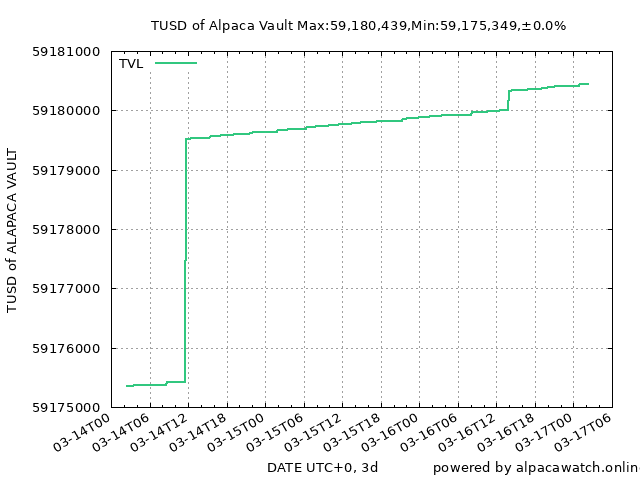 TUSD of Alpaca Vault Max:59,180,439,Min:59,175,349,±0.0%
TVL
59181000
59180000
59179000
59178000
59177000
59176000
59175000
TUSD of ALAPACA VAULT
03-14T00
03-14T06
03-14T12
03-14T18
03-15T00
03-15T06
03-15T12
03-15T18
03-16T00
03-16T06
03-16T12
03-16T18
03-17T00
03-17T06
DATE UTC+0, 3d
powered by alpacawatch.onlin